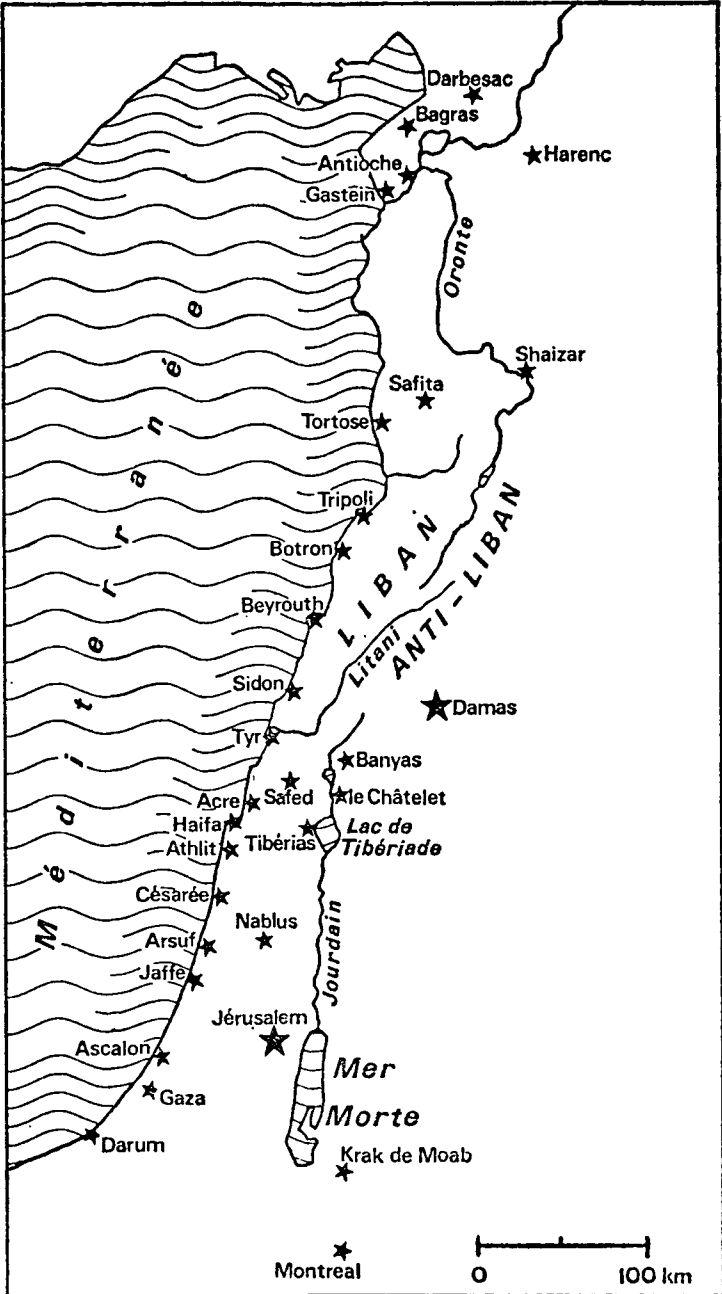 Darbesac
Bagras
Antioche
Harenc
Gastein
Oronte
Shaizar
Safita
Tortose
Méditerranée
Tripoli
Botron
LIBAN
ANTI-LIBAN
Beyrouth
Litani
Sidon
Damas
Tyr
Banyas
Safed
le Châtelet
Acre
Haifa
Tibérias
Lac de
Tibériade
Athlit
Césarée
Nablus
Jourdain
Arsuf
Jaffe
Jérusalem
Ascalon
Mer
Morte
Gaza
Darum
Krak de Moab
Montreal
0 100 km